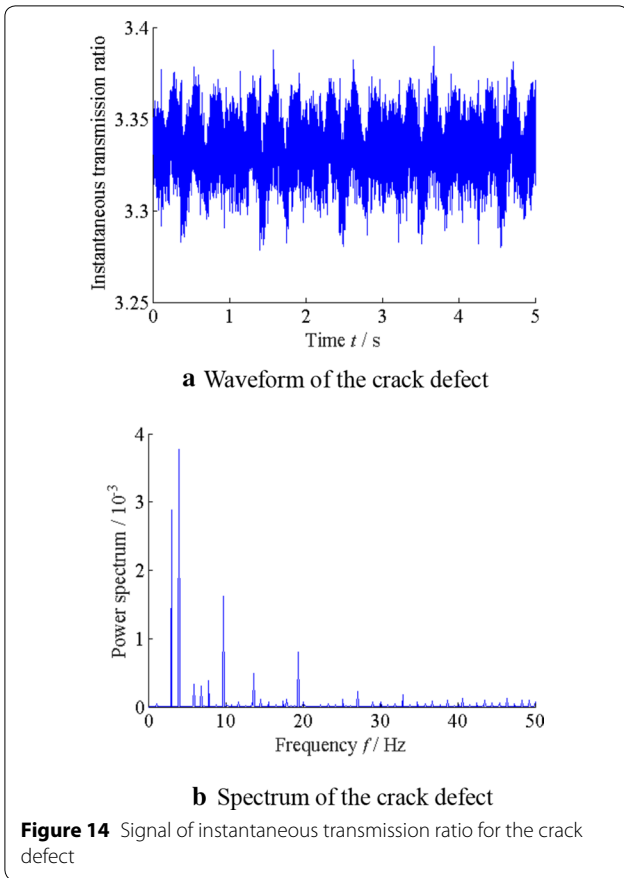 3.4
3.35
3.3
3.25
Instantaneous transmission ratio
0 1 2 3 4 5
Time t / s
a Waveform of the crack defect
4
3
2
1
0
Power spectrum / 10⁻³
0 10 20 30 40 50
Frequency f / Hz
b Spectrum of the crack defect
Figure 14 Signal of instantaneous transmission ratio for the crack
defect